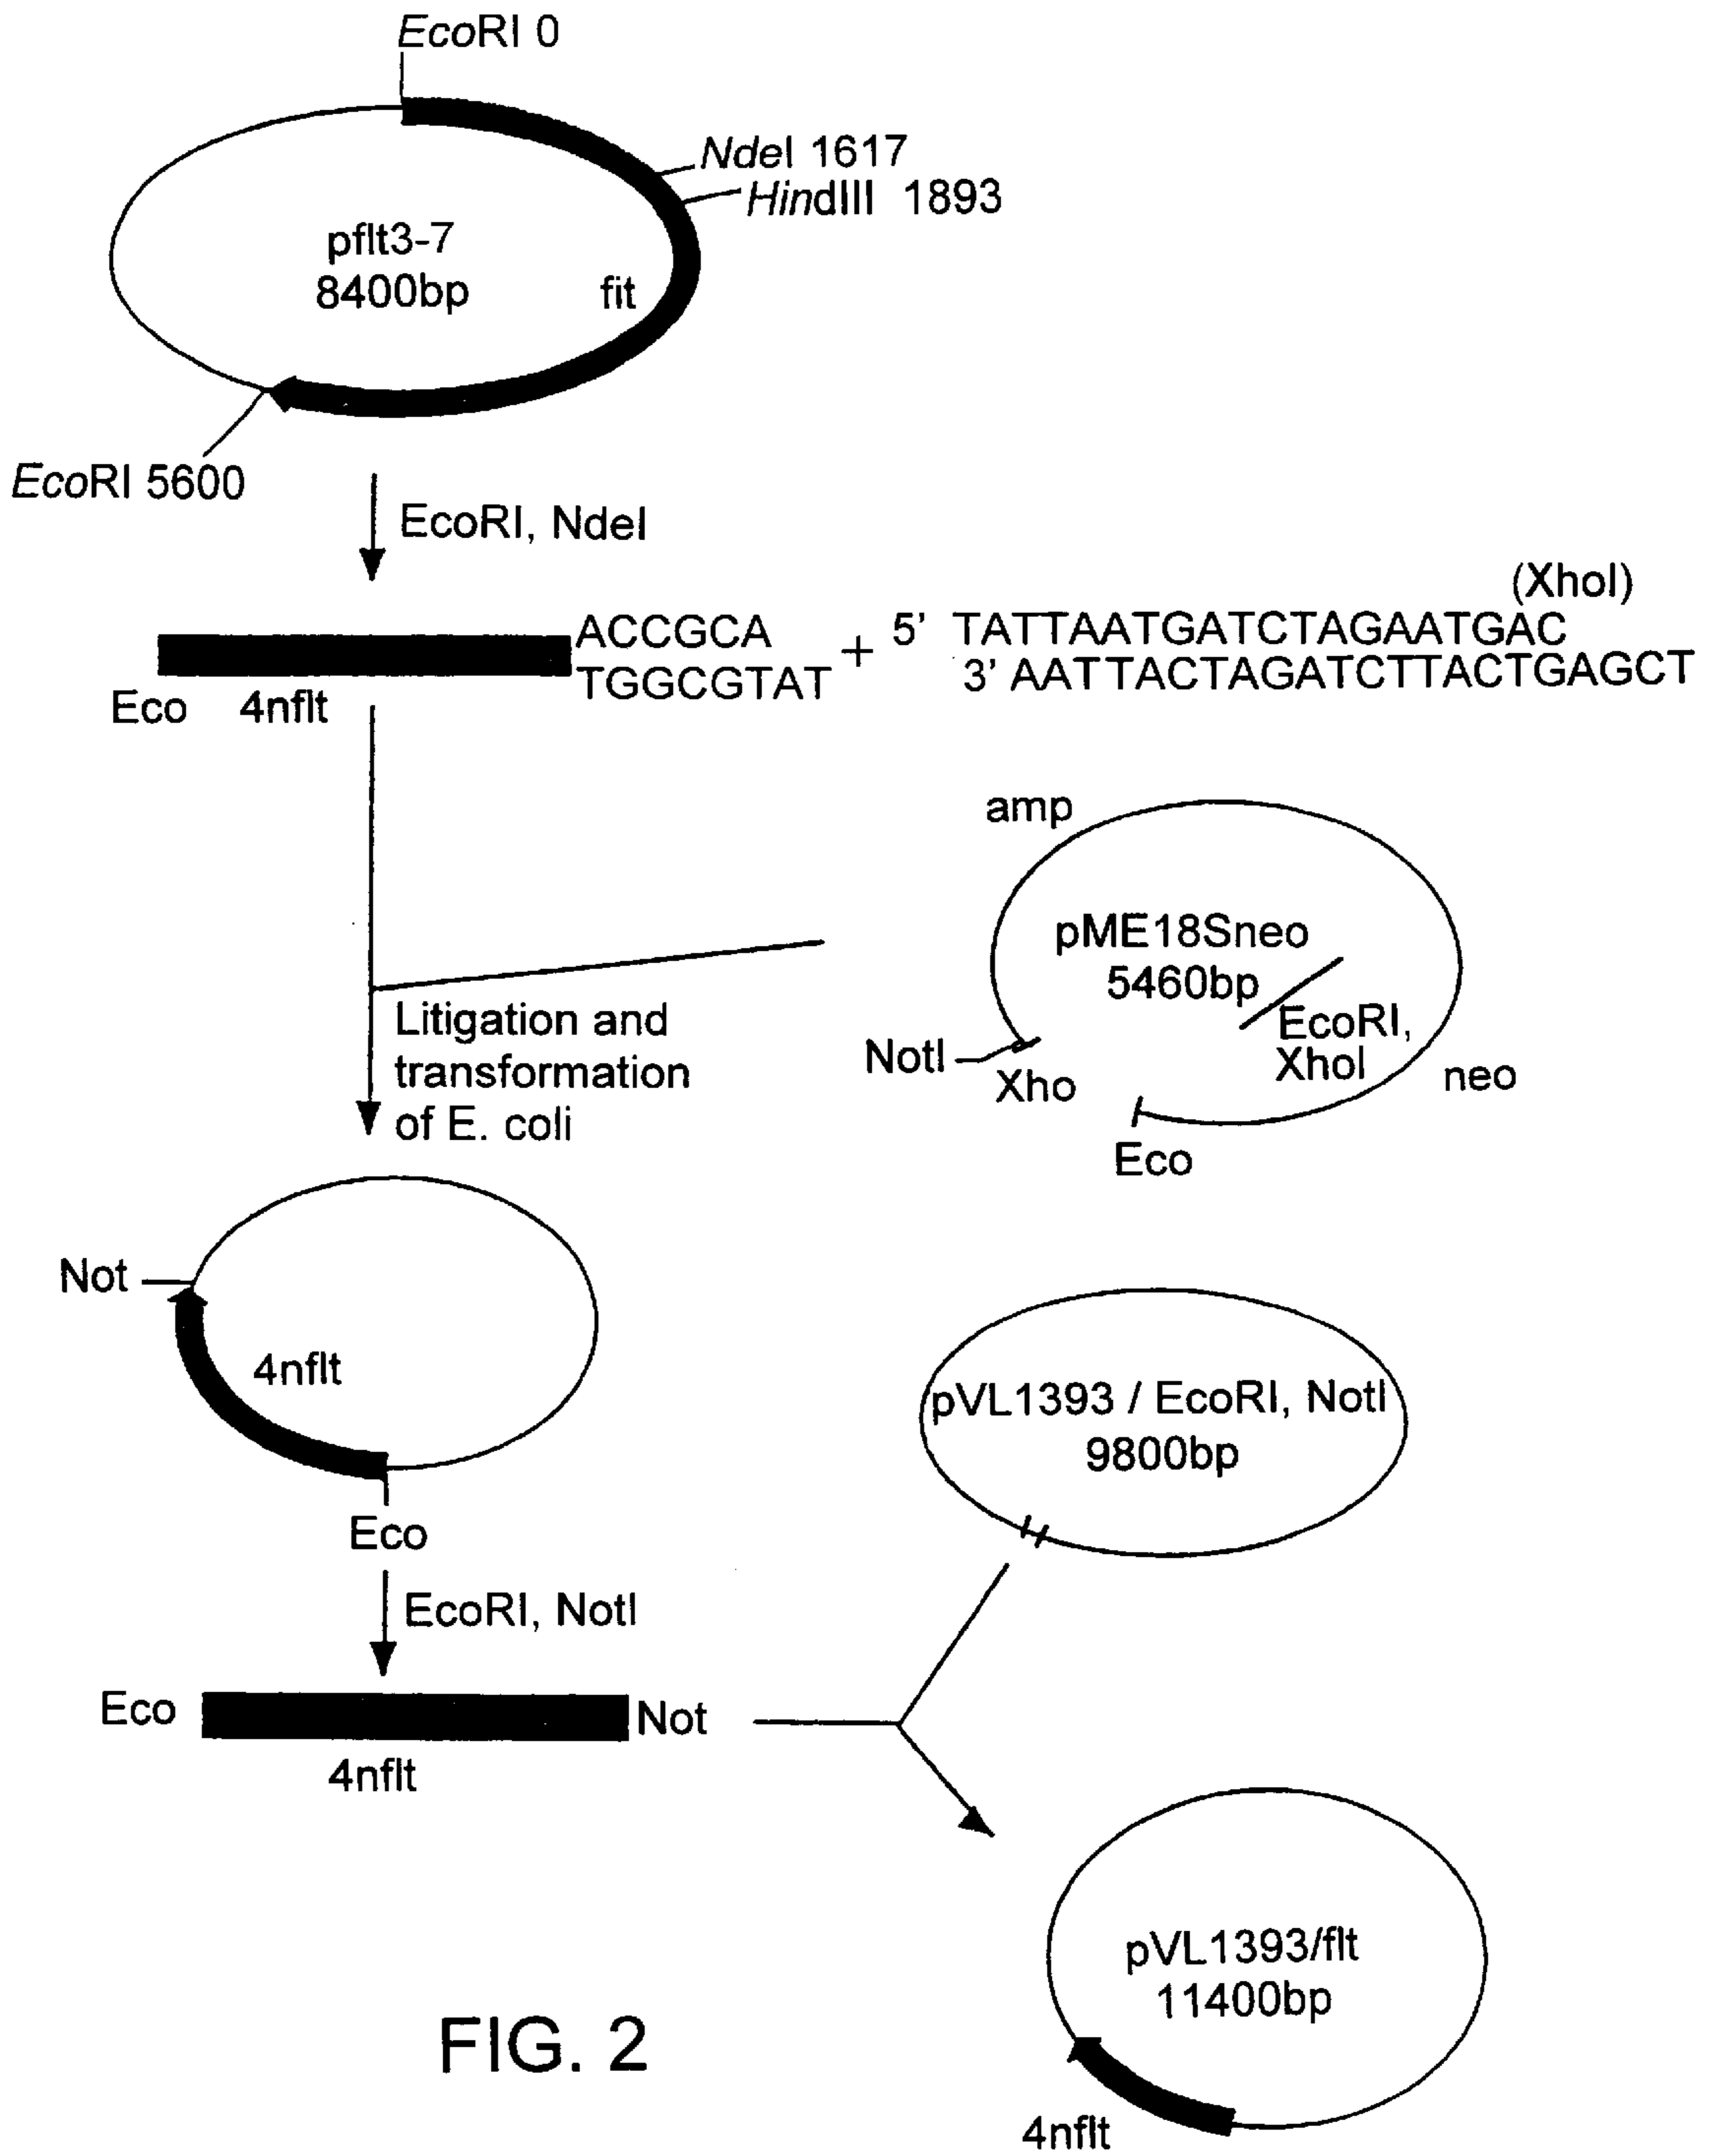 EcoRI 0
NdeI 1617
HindIII 1893
pflt3-7
8400bp
fit
EcoRI 5600
EcoRI, NdeI
(XhoI)
ACCGCA + 5' TATTAATGATCTAGAATGAC
TGGCGTAT 3' AATTACTAGATCTTACTGAGCT
Eco 4nflt
amp
pME18Sneo
5460bp
EcoRI,
XhoI
NotI
Xho
neo
Eco
Litigation and
transformation
of E. coli
Not
4nflt
Eco
pVL1393 / EcoRI, NotI
9800bp
EcoRI, NotI
Eco Not
4nflt
pVL1393/flt
11400bp
4nflt
FIG. 2